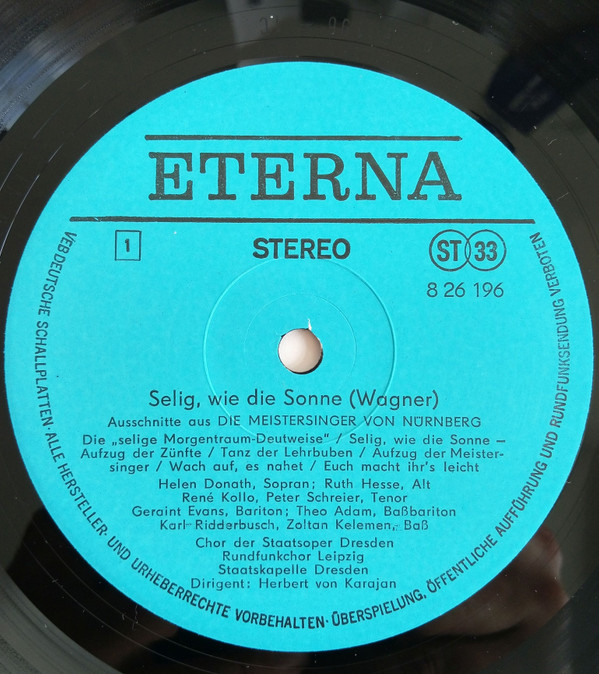 ETERNA
1
STEREO
ST 33
8 26 196
Selig, wie die Sonne (Wagner)
Ausschnitte aus DIE MEISTERSINGER VON NÜRNBERG
Die „selige Morgentraum-Deutweise“ / Selig, wie die Sonne –
Aufzug der Zünfte / Tanz der Lehrbuben / Aufzug der Meister-
singer / Wach auf, es nahet / Euch macht ihr's leicht
Helen Donath, Sopran; Ruth Hesse, Alt
René Kollo, Peter Schreier, Tenor
Geraint Evans, Bariton; Theo Adam, Baßbariton
Karl Ridderbusch, Zoltan Kelemen, Baß
Chor der Staatsoper Dresden
Rundfunkchor Leipzig
Staatskapelle Dresden
Dirigent: Herbert von Karajan
VEB DEUTSCHE SCHALLPLATTEN · ALLE HERSTELLER- UND URHEBERRECHTE VORBEHALTEN · ÜBERSPIELUNG, ÖFFENTLICHE AUFFÜHRUNG UND RUNDFUNKSENDUNG VERBOTEN